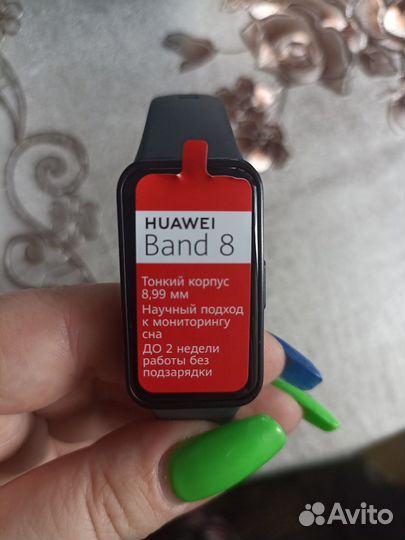 HUAWEI
Band 8
Тонкий корпус
8,99 мм
Научный подход
к мониторингу
сна
ДО 2 недели
работы без
подзарядки
Avito